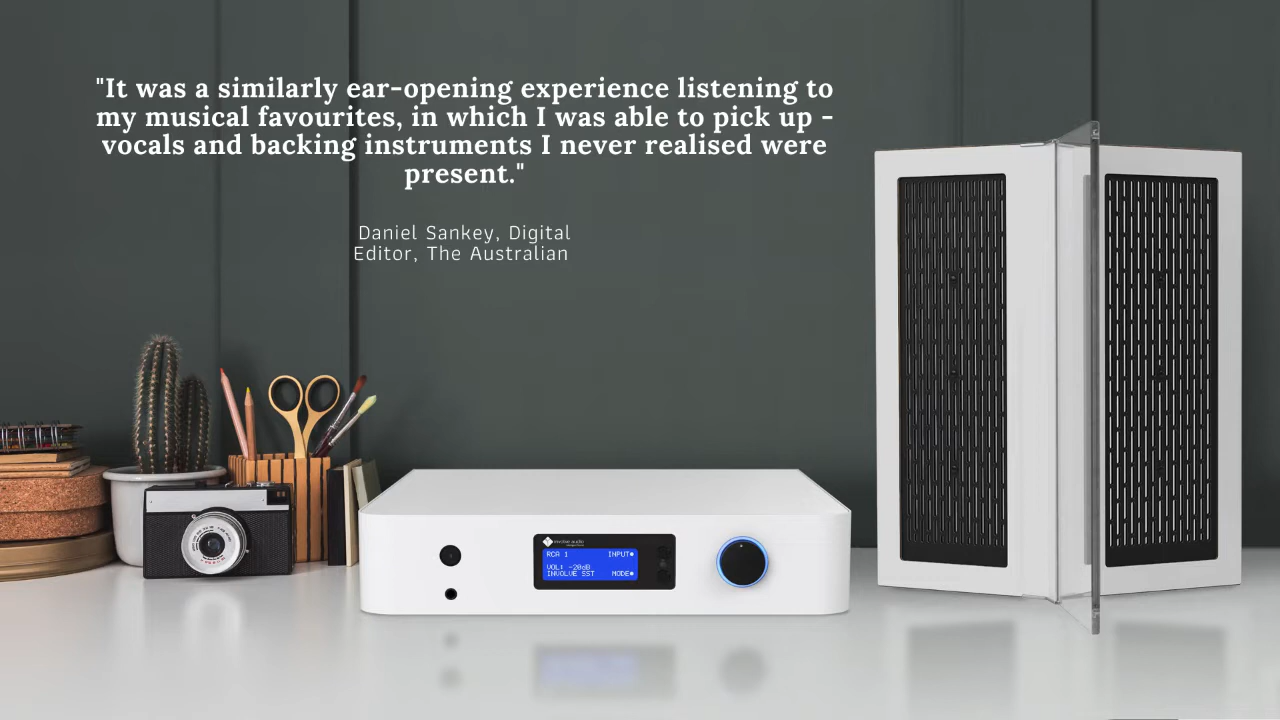 "It was a similarly ear-opening experience listening to
my musical favourites, in which I was able to pick up -
vocals and backing instruments I never realised were
present."
Daniel Sankey, Digital
Editor, The Australian
involve audio
RCA 1 INPUT
VOL: -20dB
INVOLVE SST MODE